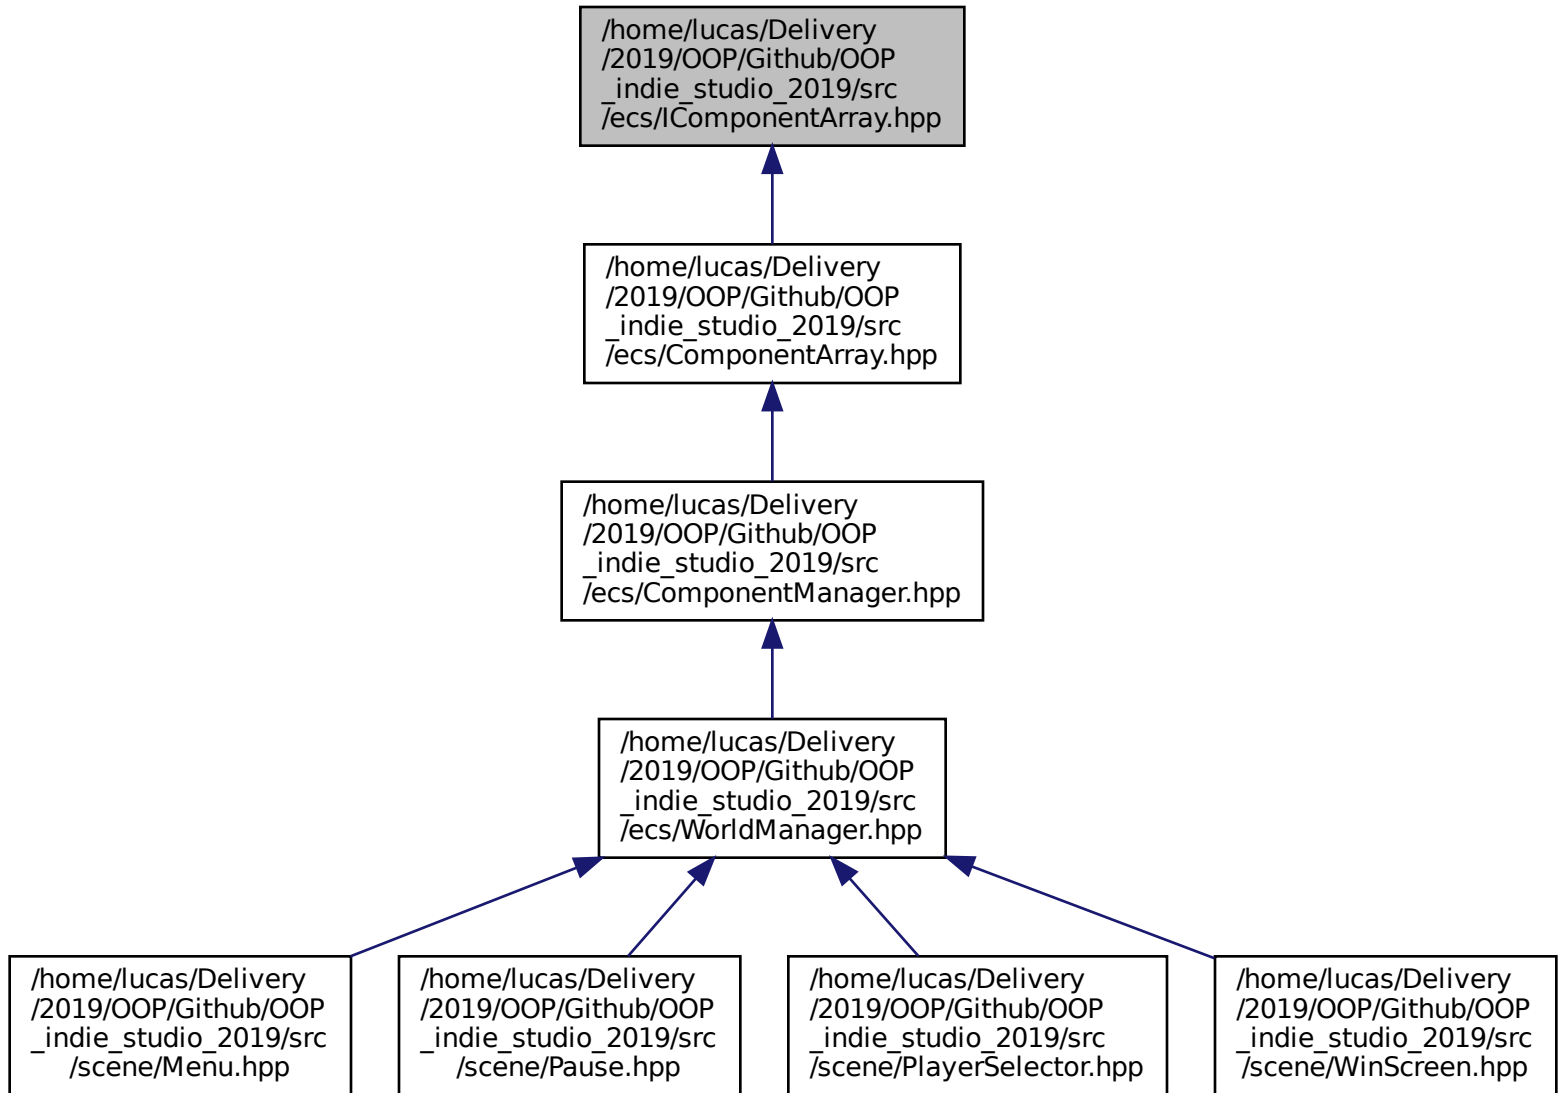 /home/lucas/Delivery
/2019/OOP/Github/OOP
_indie_studio_2019/src
/ecs/IComponentArray.hpp
/home/lucas/Delivery
/2019/OOP/Github/OOP
_indie_studio_2019/src
/ecs/ComponentArray.hpp
/home/lucas/Delivery
/2019/OOP/Github/OOP
_indie_studio_2019/src
/ecs/ComponentManager.hpp
/home/lucas/Delivery
/2019/OOP/Github/OOP
_indie_studio_2019/src
/ecs/WorldManager.hpp
/home/lucas/Delivery
/2019/OOP/Github/OOP
_indie_studio_2019/src
/scene/Menu.hpp
/home/lucas/Delivery
/2019/OOP/Github/OOP
_indie_studio_2019/src
/scene/Pause.hpp
/home/lucas/Delivery
/2019/OOP/Github/OOP
_indie_studio_2019/src
/scene/PlayerSelector.hpp
/home/lucas/Delivery
/2019/OOP/Github/OOP
_indie_studio_2019/src
/scene/WinScreen.hpp